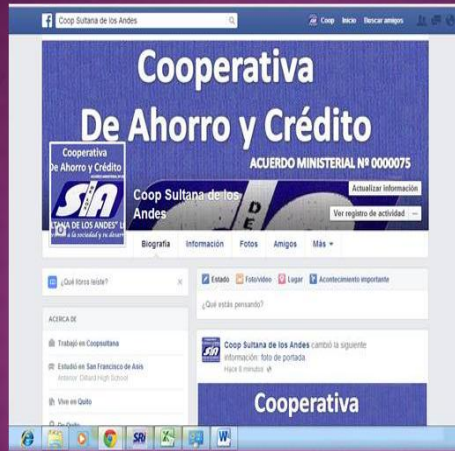 Coop Sultana de los Andes
Coop Inicio Buscar amigos
Cooperativa
De Ahorro y Crédito
ACUERDO MINISTERIAL Nº 0000075
Cooperativa
De Ahorro y Crédito
SIA
Coop Sultana de los
Andes
DE
Actualizar información
Ver registro de actividad ...
Biografía Información Fotos Amigos Más
¿Qué libros leíste? ×
Estado Foto/video Lugar Acontecimiento importante
¿Qué estás pensando?
ACERCA DE
Trabajó en Coopsultana
Estudió en San Francisco de Asis
Anterior: Dillard High School
Vive en Quito
De Quito
Coop Sultana de los Andes cambió la siguiente
información: foto de portada.
Hace 8 minutos
Cooperativa
SRi